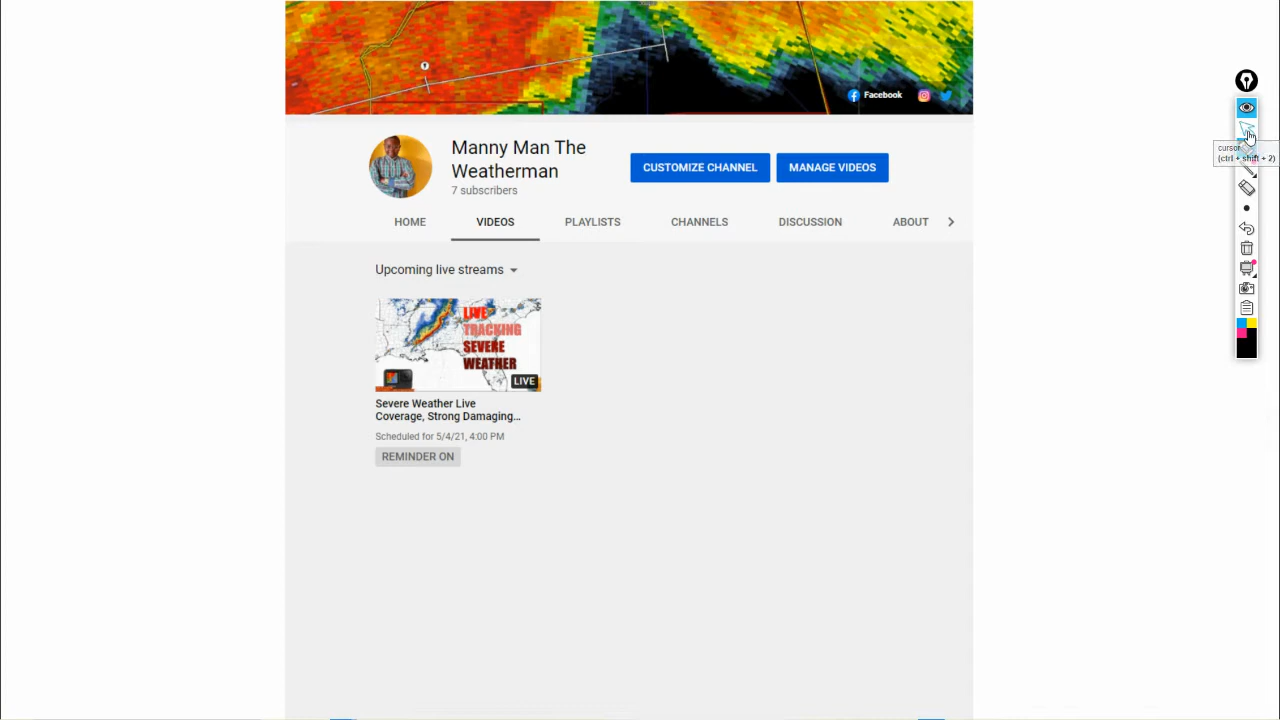 Facebook
Manny Man The
Weatherman
7 subscribers
CUSTOMIZE CHANNEL
MANAGE VIDEOS
HOME
VIDEOS
PLAYLISTS
CHANNELS
DISCUSSION
ABOUT
Upcoming live streams
LIVE
TRACKING
SEVERE
WEATHER
LIVE
Severe Weather Live
Coverage, Strong Damaging...
Scheduled for 5/4/21, 4:00 PM
REMINDER ON
cursor
(ctrl + shift + 2)